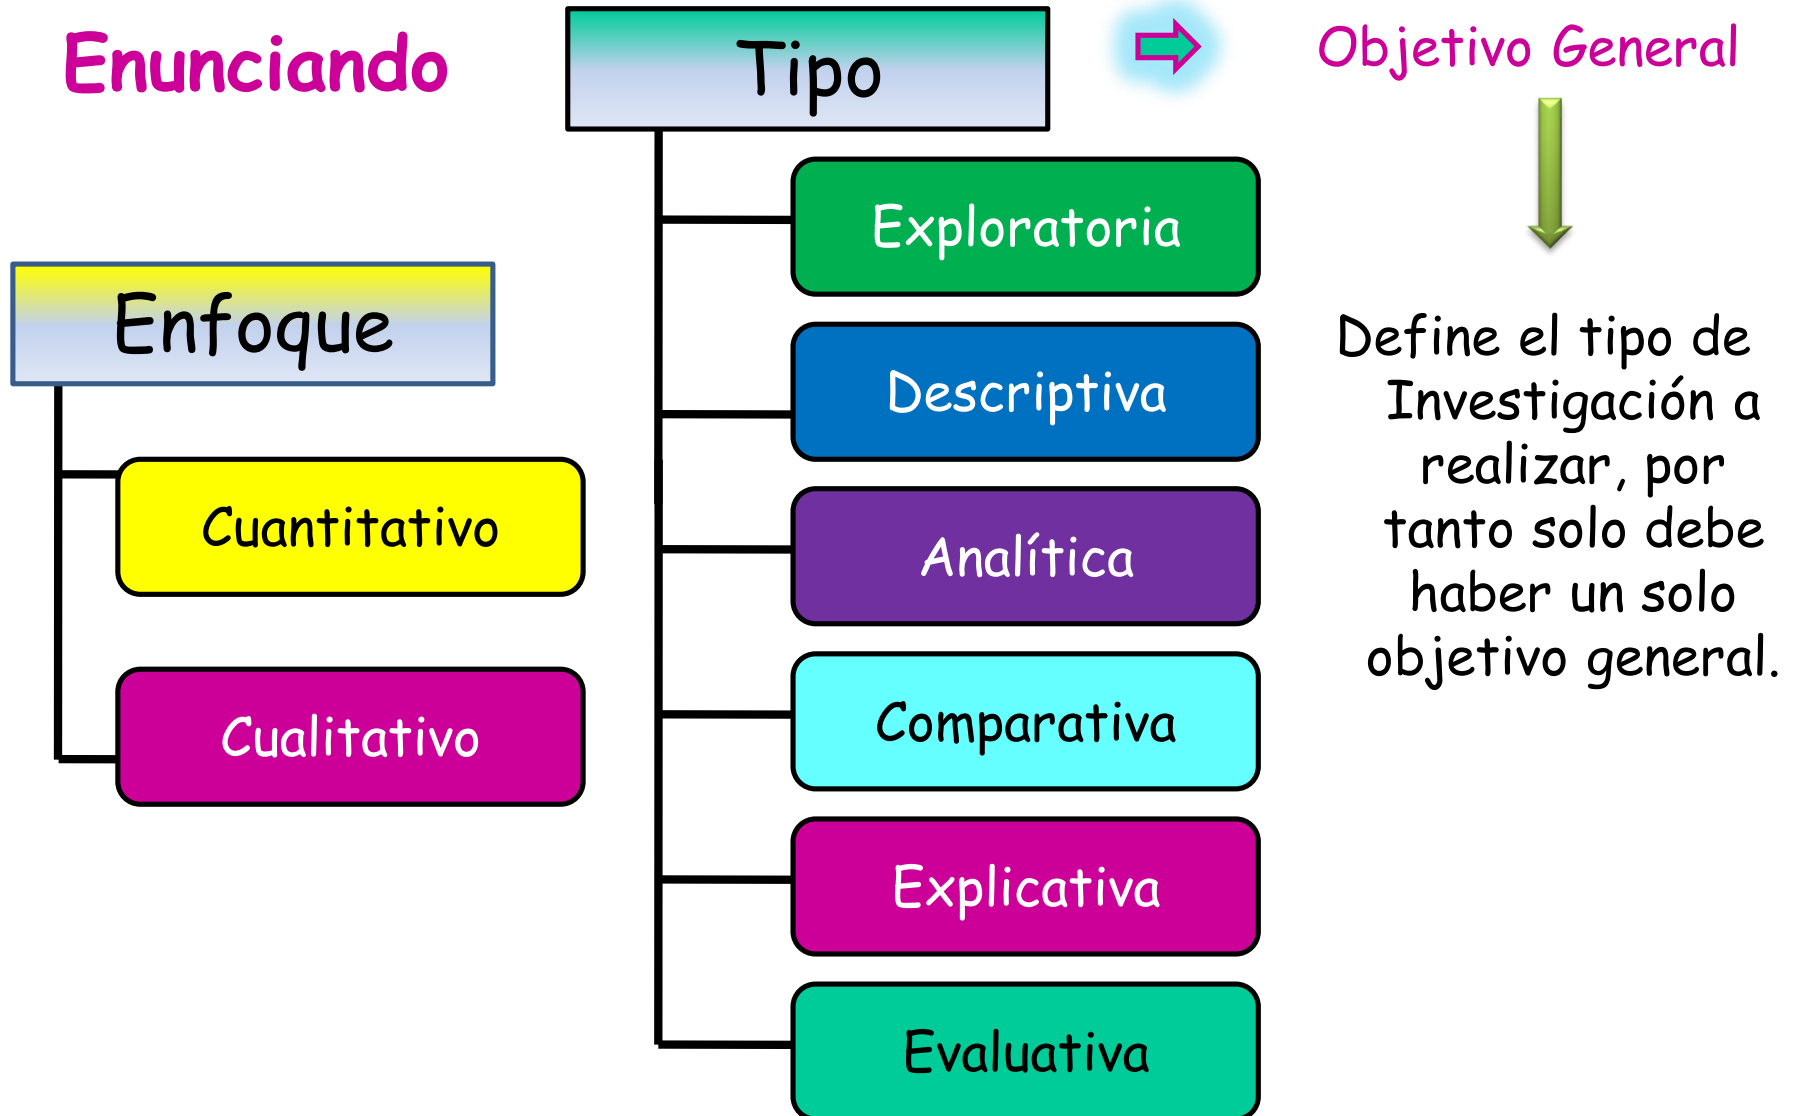 Enunciando
Enfoque
Cuantitativo
Cualitativo
Tipo
Exploratoria
Descriptiva
Analítica
Comparativa
Explicativa
Evaluativa
Objetivo General
Define el tipo de
Investigación a
realizar, por
tanto solo debe
haber un solo
objetivo general.